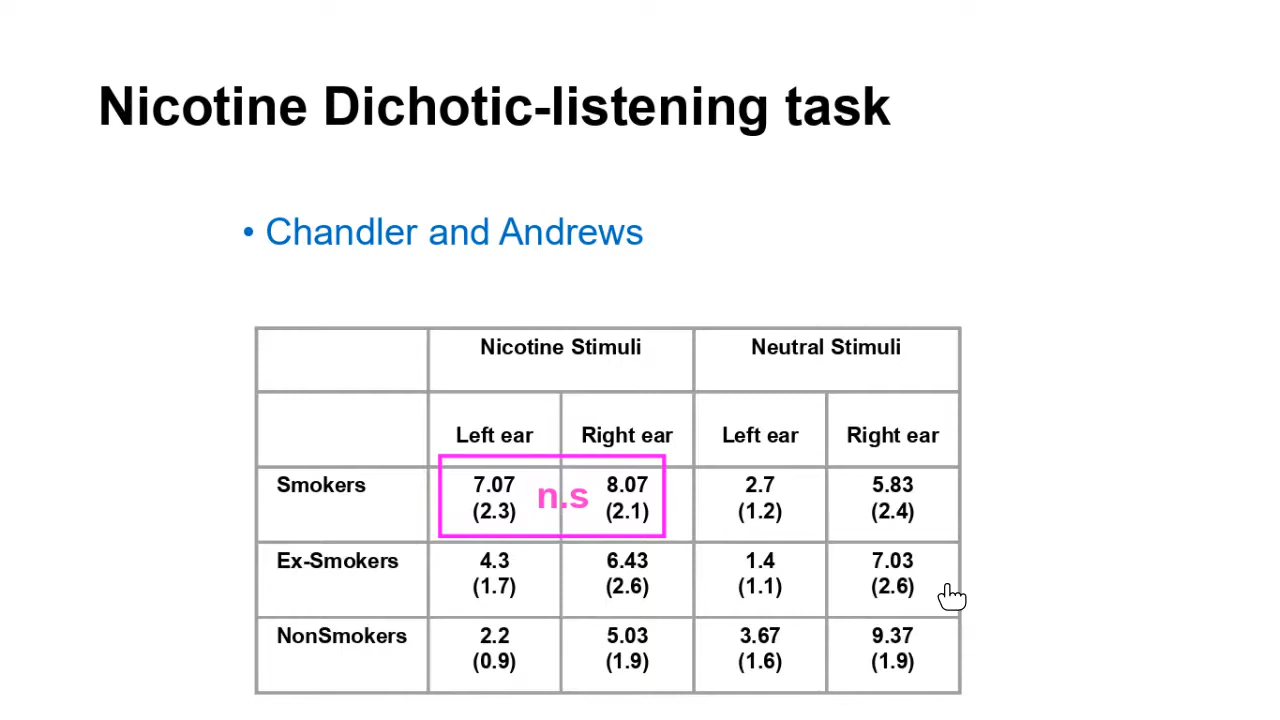 Nicotine Dichotic-listening task
• Chandler and Andrews
Nicotine Stimuli Neutral Stimuli
Left ear Right ear Left ear Right ear
Smokers 7.07 n.s 8.07 2.7 5.83
(2.3) (2.1) (1.2) (2.4)
Ex-Smokers 4.3 6.43 1.4 7.03
(1.7) (2.6) (1.1) (2.6)
NonSmokers 2.2 5.03 3.67 9.37
(0.9) (1.9) (1.6) (1.9)